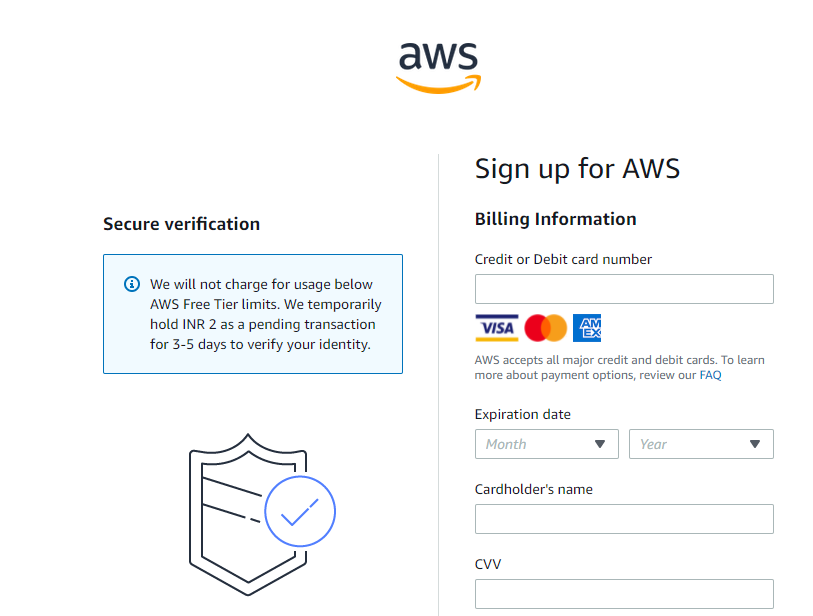 aws
Sign up for AWS
Secure verification
We will not charge for usage below
AWS Free Tier limits. We temporarily
hold INR 2 as a pending transaction
for 3-5 days to verify your identity.
Billing Information
Credit or Debit card number
VISA
AM
EX
AWS accepts all major credit and debit cards. To learn
more about payment options, review our FAQ
Expiration date
Month
Year
Cardholder's name
CVV